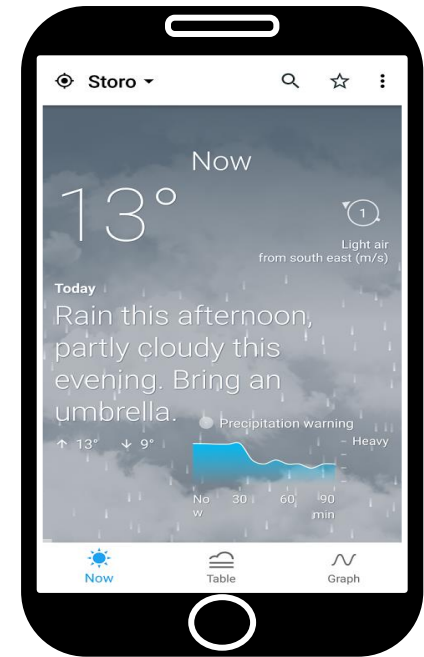 Storo
Now
13°
1
Light air
from south east (m/s)
Today
Rain this afternoon,
partly cloudy this
evening. Bring an
umbrella.
Precipitation warning
↑ 13° ↓ 9°
Heavy
No
w
30
60
90
min
Now
Table
Graph